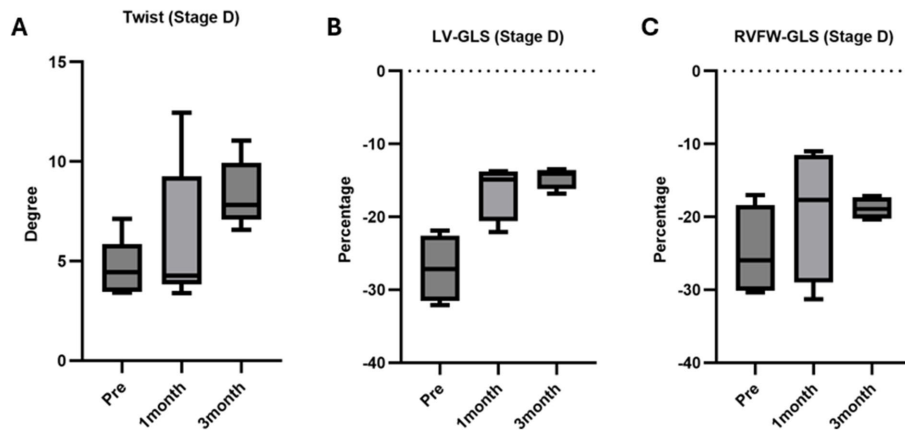 A
Twist (Stage D)
Degree
15
10
5
0
Pre
1month
3month
B
LV-GLS (Stage D)
Percentage
0
-10
-20
-30
-40
Pre
1month
3month
C
RVFW-GLS (Stage D)
Percentage
0
-10
-20
-30
-40
Pre
1month
3month